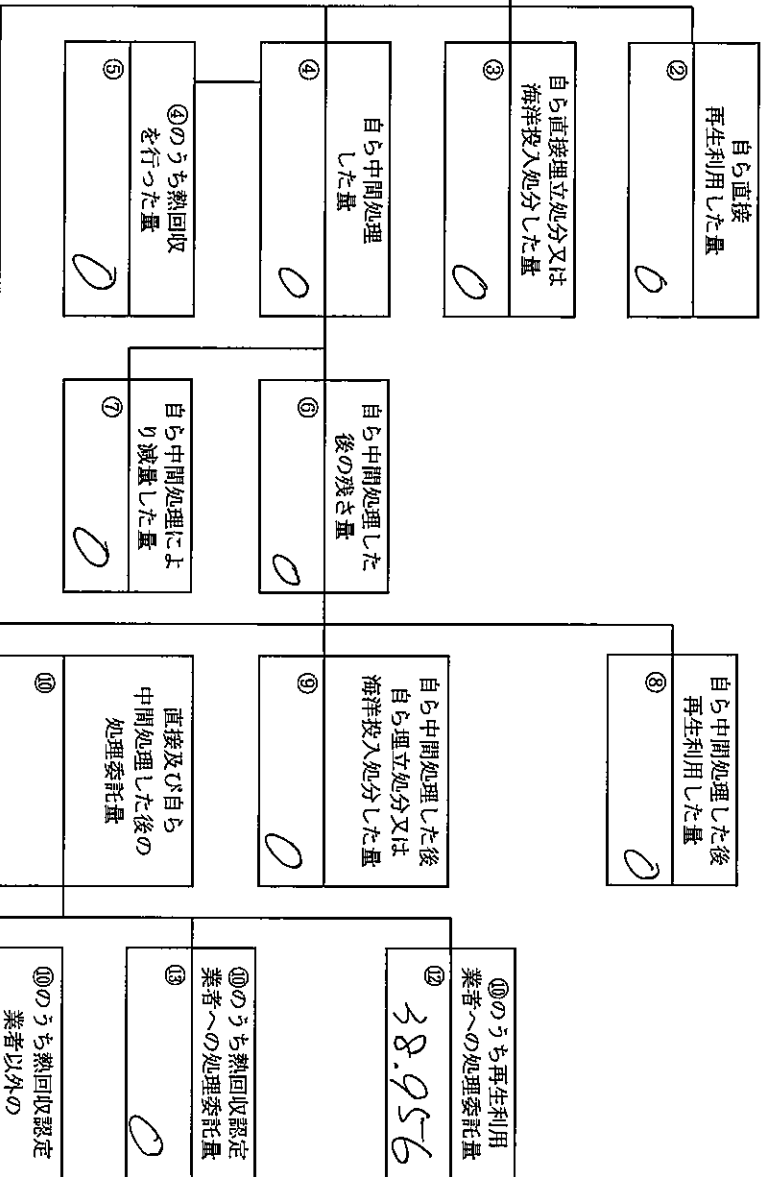 自ら直接
再生利用した量
②
0
自ら直接埋立処分又は
海洋投入処分した量
③
0
自ら中間処理
した量
④
0
④のうち熱回収
を行った量
⑤
0
自ら中間処理した
後の残さ量
⑥
0
自ら中間処理によ
り減量した量
⑦
0
自ら中間処理した後
再生利用した量
⑧
0
自ら中間処理した後
自ら埋立処分又は
海洋投入処分した量
⑨
0
直接及び自ら
中間処理した後の
処理委託量
⑩
⑩のうち再生利用
業者への処理委託量
⑫
38.956
⑩のうち熱回収認定
業者への処理委託量
⑬
0
⑩のうち熱回収認定
業者以外の